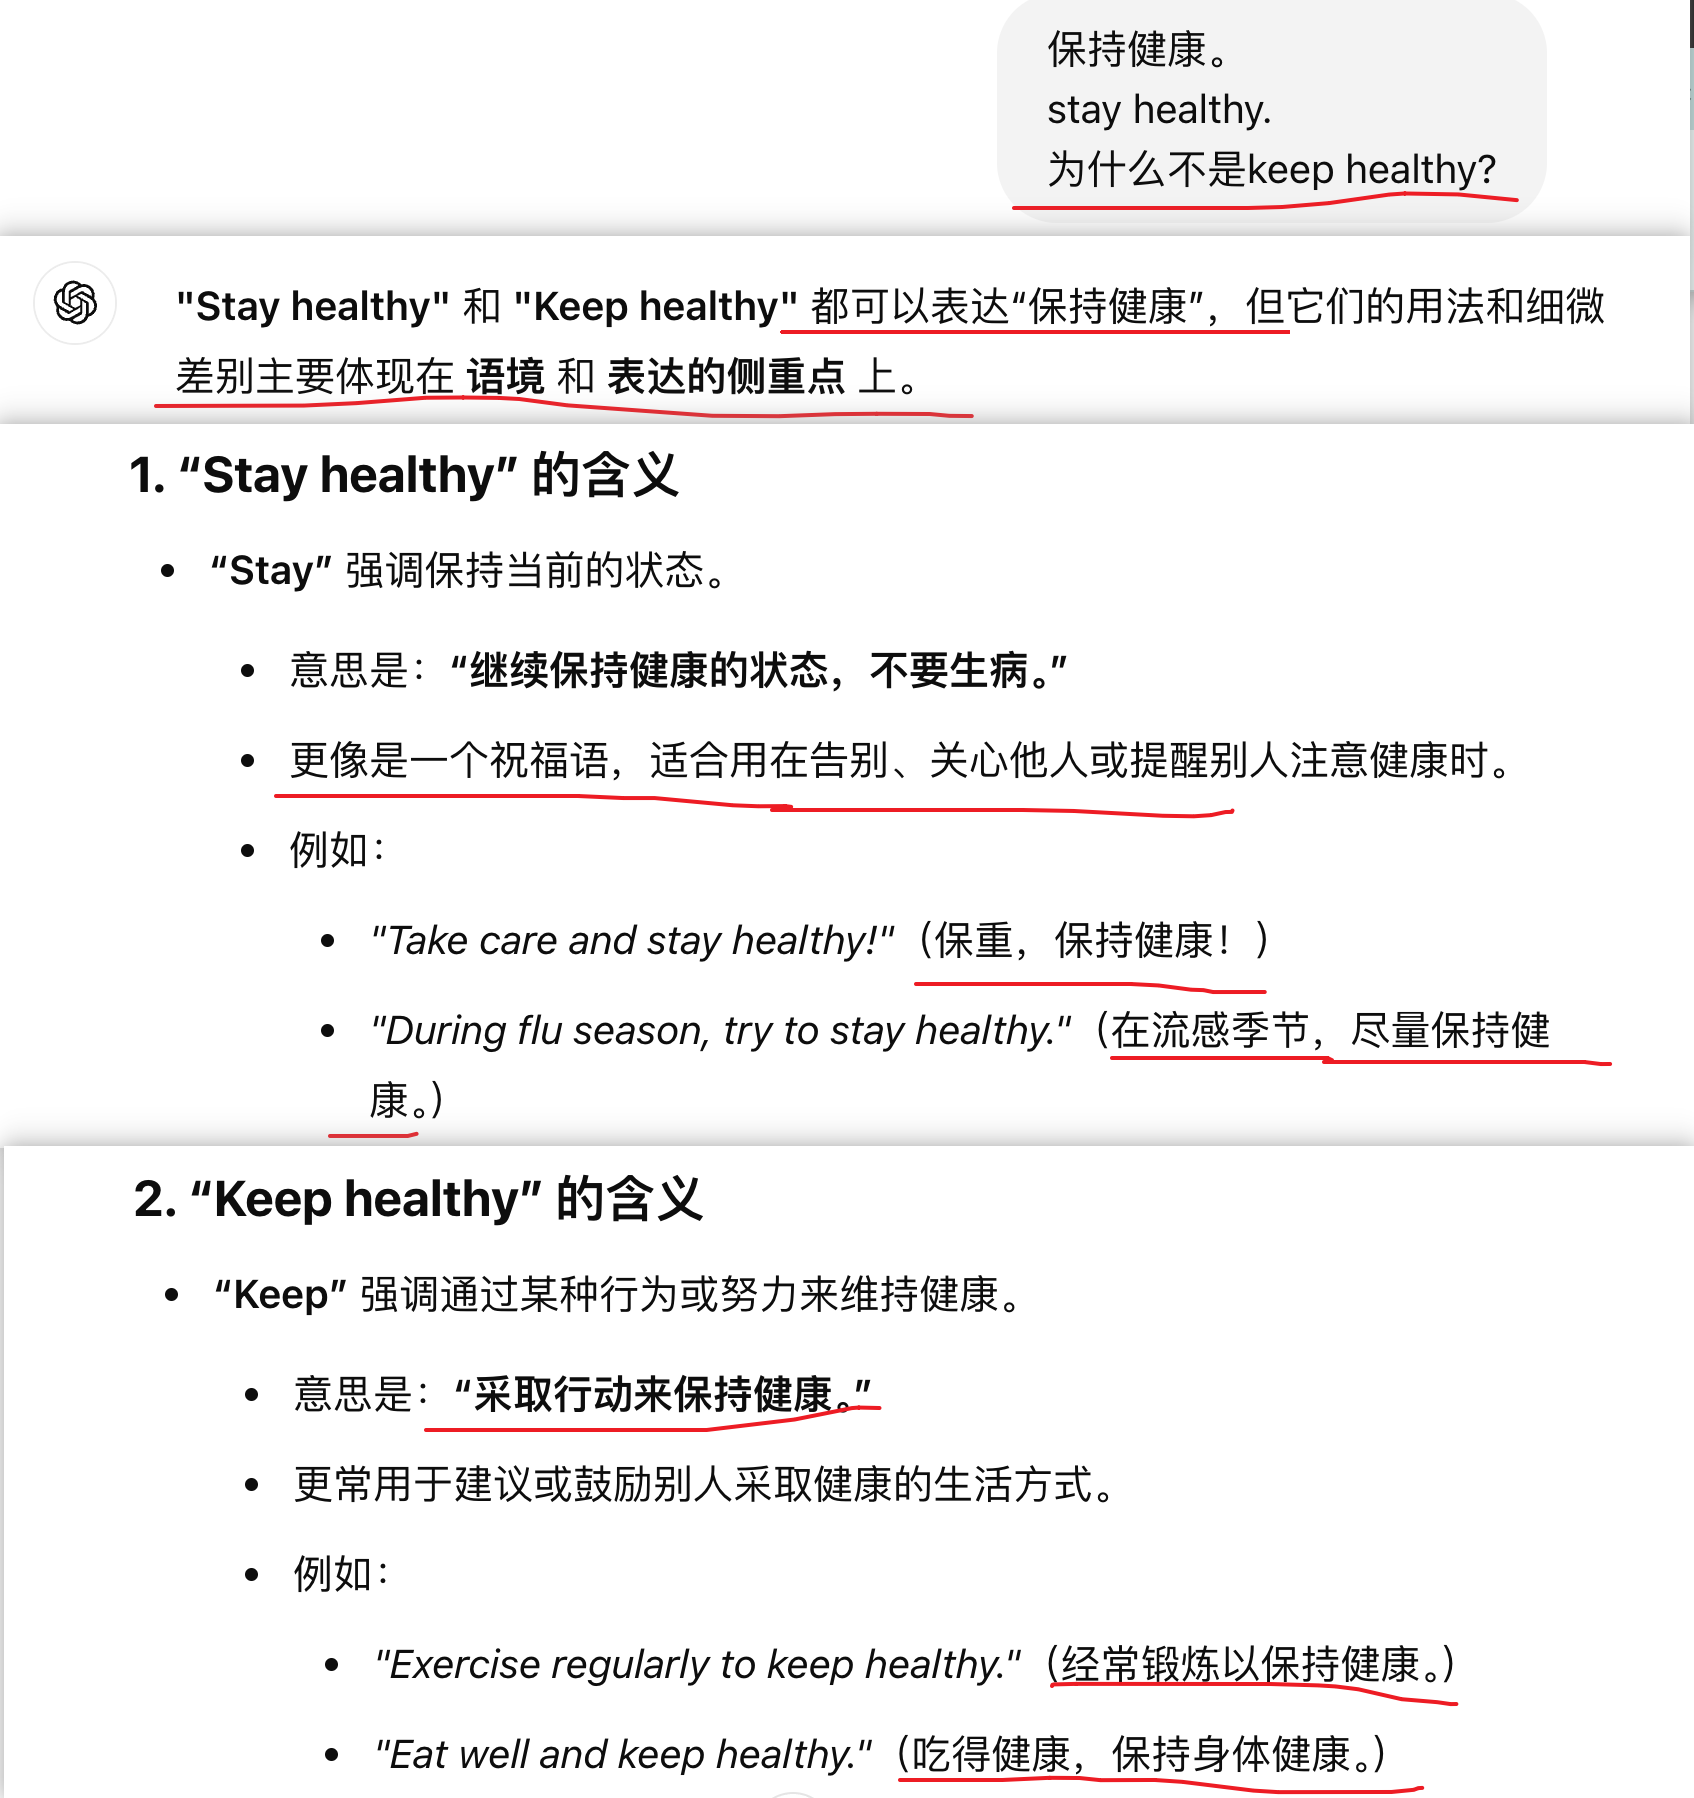 保持健康。
stay healthy.
为什么不是keep healthy?
"Stay healthy" 和 "Keep healthy" 都可以表达“保持健康”，但它们的用法和细微
差别主要体现在 语境 和 表达的侧重点 上。
1. “Stay healthy” 的含义
• “Stay” 强调保持当前的状态。
• 意思是：“继续保持健康的状态，不要生病。”
• 更像是一个祝福语，适合用在告别、关心他人或提醒别人注意健康时。
• 例如：
• "Take care and stay healthy!"（保重，保持健康！）
• "During flu season, try to stay healthy."（在流感季节，尽量保持健
康。）
2. “Keep healthy” 的含义
• “Keep” 强调通过某种行为或努力来维持健康。
• 意思是：“采取行动来保持健康。”
• 更常用于建议或鼓励别人采取健康的生活方式。
• 例如：
• "Exercise regularly to keep healthy."（经常锻炼以保持健康。）
• "Eat well and keep healthy."（吃得健康，保持身体健康。）